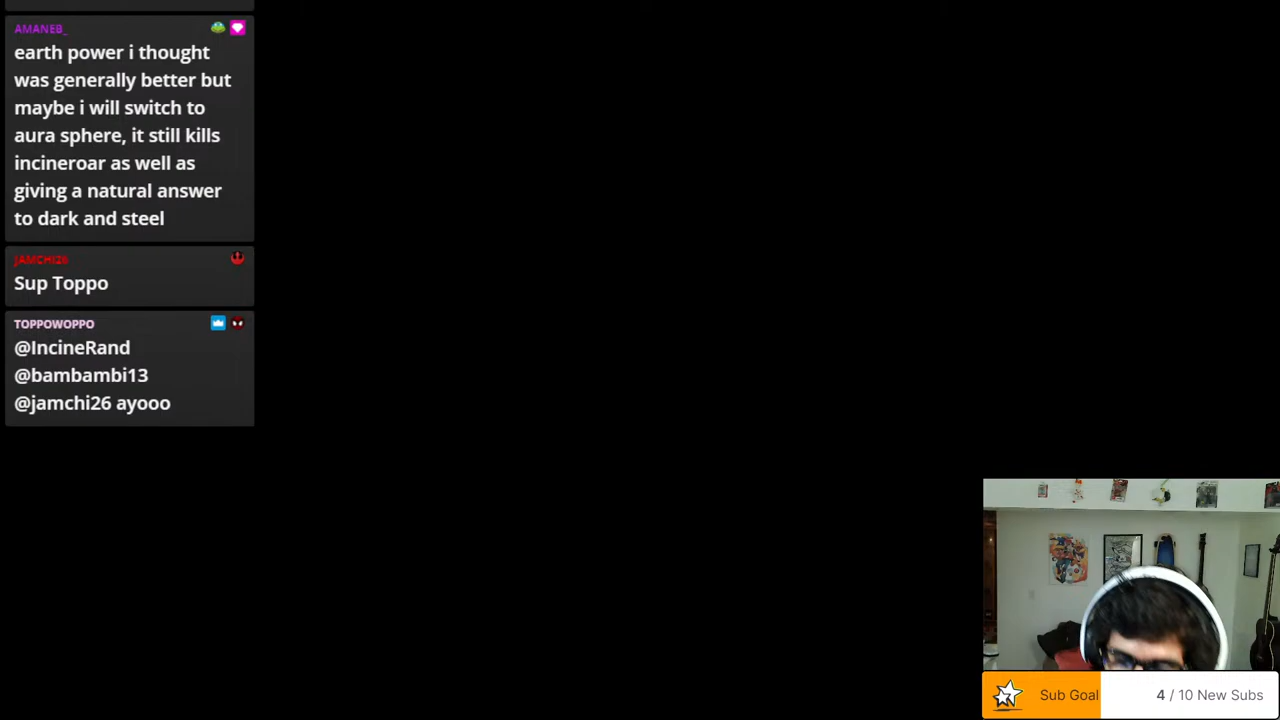 AMANEB_
earth power i thought
was generally better but
maybe i will switch to
aura sphere, it still kills
incineroar as well as
giving a natural answer
to dark and steel
JAMCHI26
Sup Toppo
TOPPOWOPPO
@IncineRand
@bambambi13
@jamchi26 ayooo
Sub Goal 4 / 10 New Subs